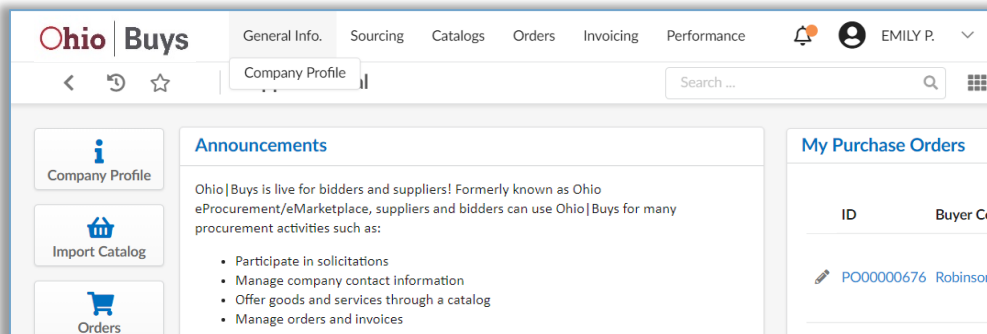 Ohio Buys General Info. Sourcing Catalogs Orders Invoicing Performance EMILY P.
Company Profile Search ...
Company Profile
Import Catalog
Orders
Announcements
Ohio|Buys is live for bidders and suppliers! Formerly known as Ohio
eProcurement/eMarketplace, suppliers and bidders can use Ohio|Buys for many
procurement activities such as:
• Participate in solicitations
• Manage company contact information
• Offer goods and services through a catalog
• Manage orders and invoices
My Purchase Orders
ID Buyer
PO00000676